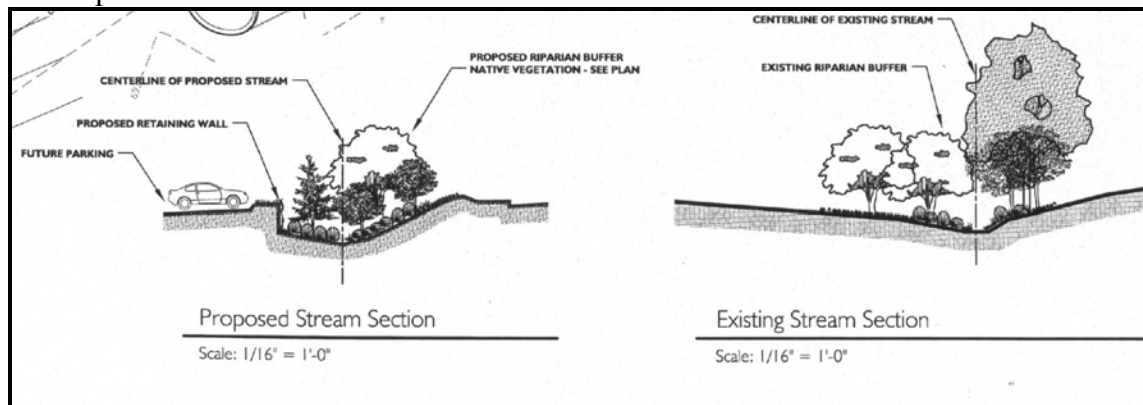 CENTERLINE OF PROPOSED STREAM
PROPOSED RIPARIAN BUFFER
NATIVE VEGETATION - SEE PLAN
PROPOSED RETAINING WALL
FUTURE PARKING
Proposed Stream Section
Scale: 1/16" = 1'-0"
CENTERLINE OF EXISTING STREAM
EXISTING RIPARIAN BUFFER
Existing Stream Section
Scale: 1/16" = 1'-0"